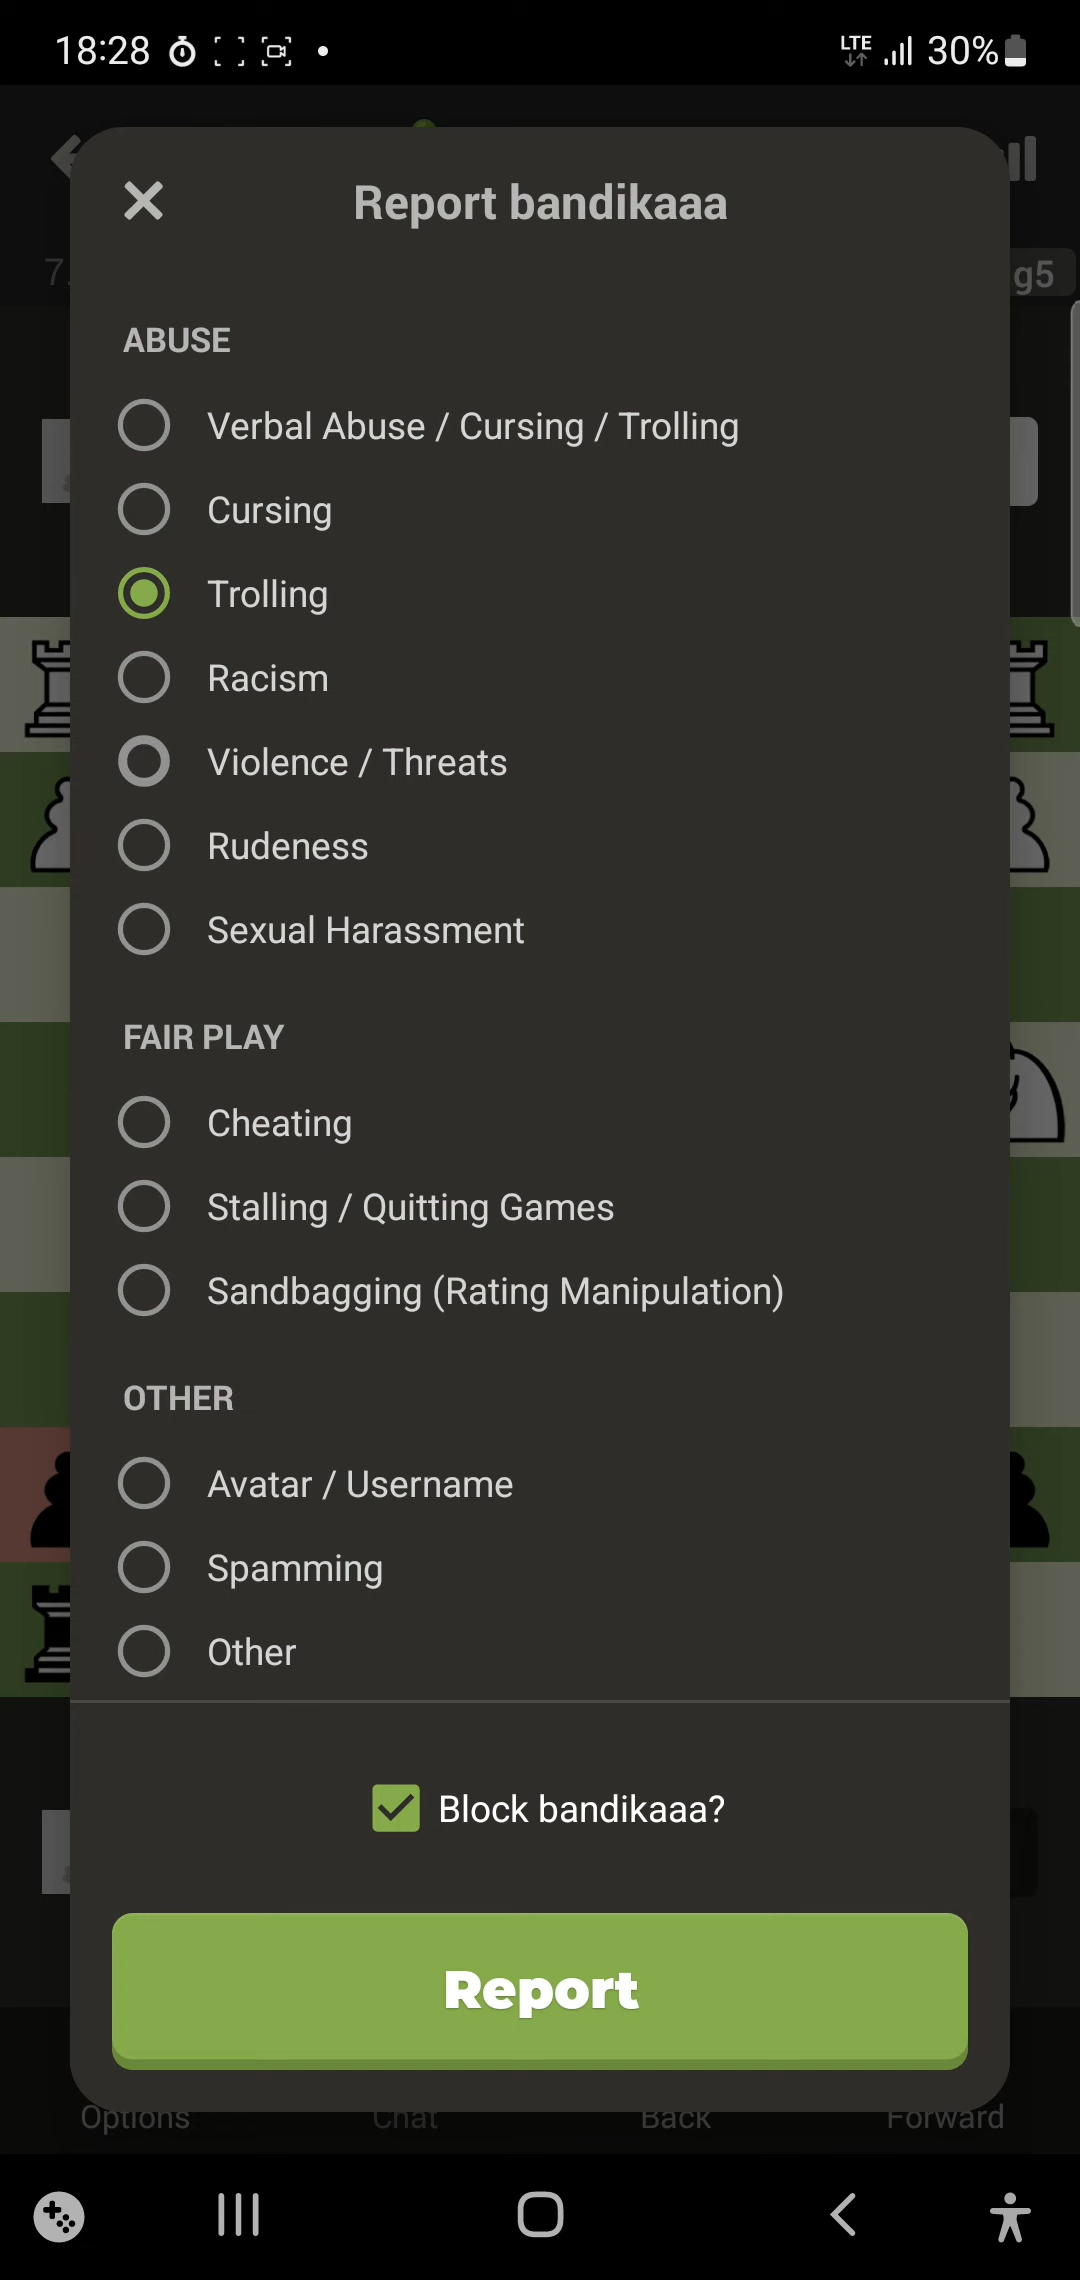 18:28
LTE
30%
Report bandikaaa
7.
g5
ABUSE
Verbal Abuse / Cursing / Trolling
Cursing
Trolling
Racism
Violence / Threats
Rudeness
Sexual Harassment
FAIR PLAY
Cheating
Stalling / Quitting Games
Sandbagging (Rating Manipulation)
OTHER
Avatar / Username
Spamming
Other
Block bandikaaa?
Report
Options
Chat
Back
Forward